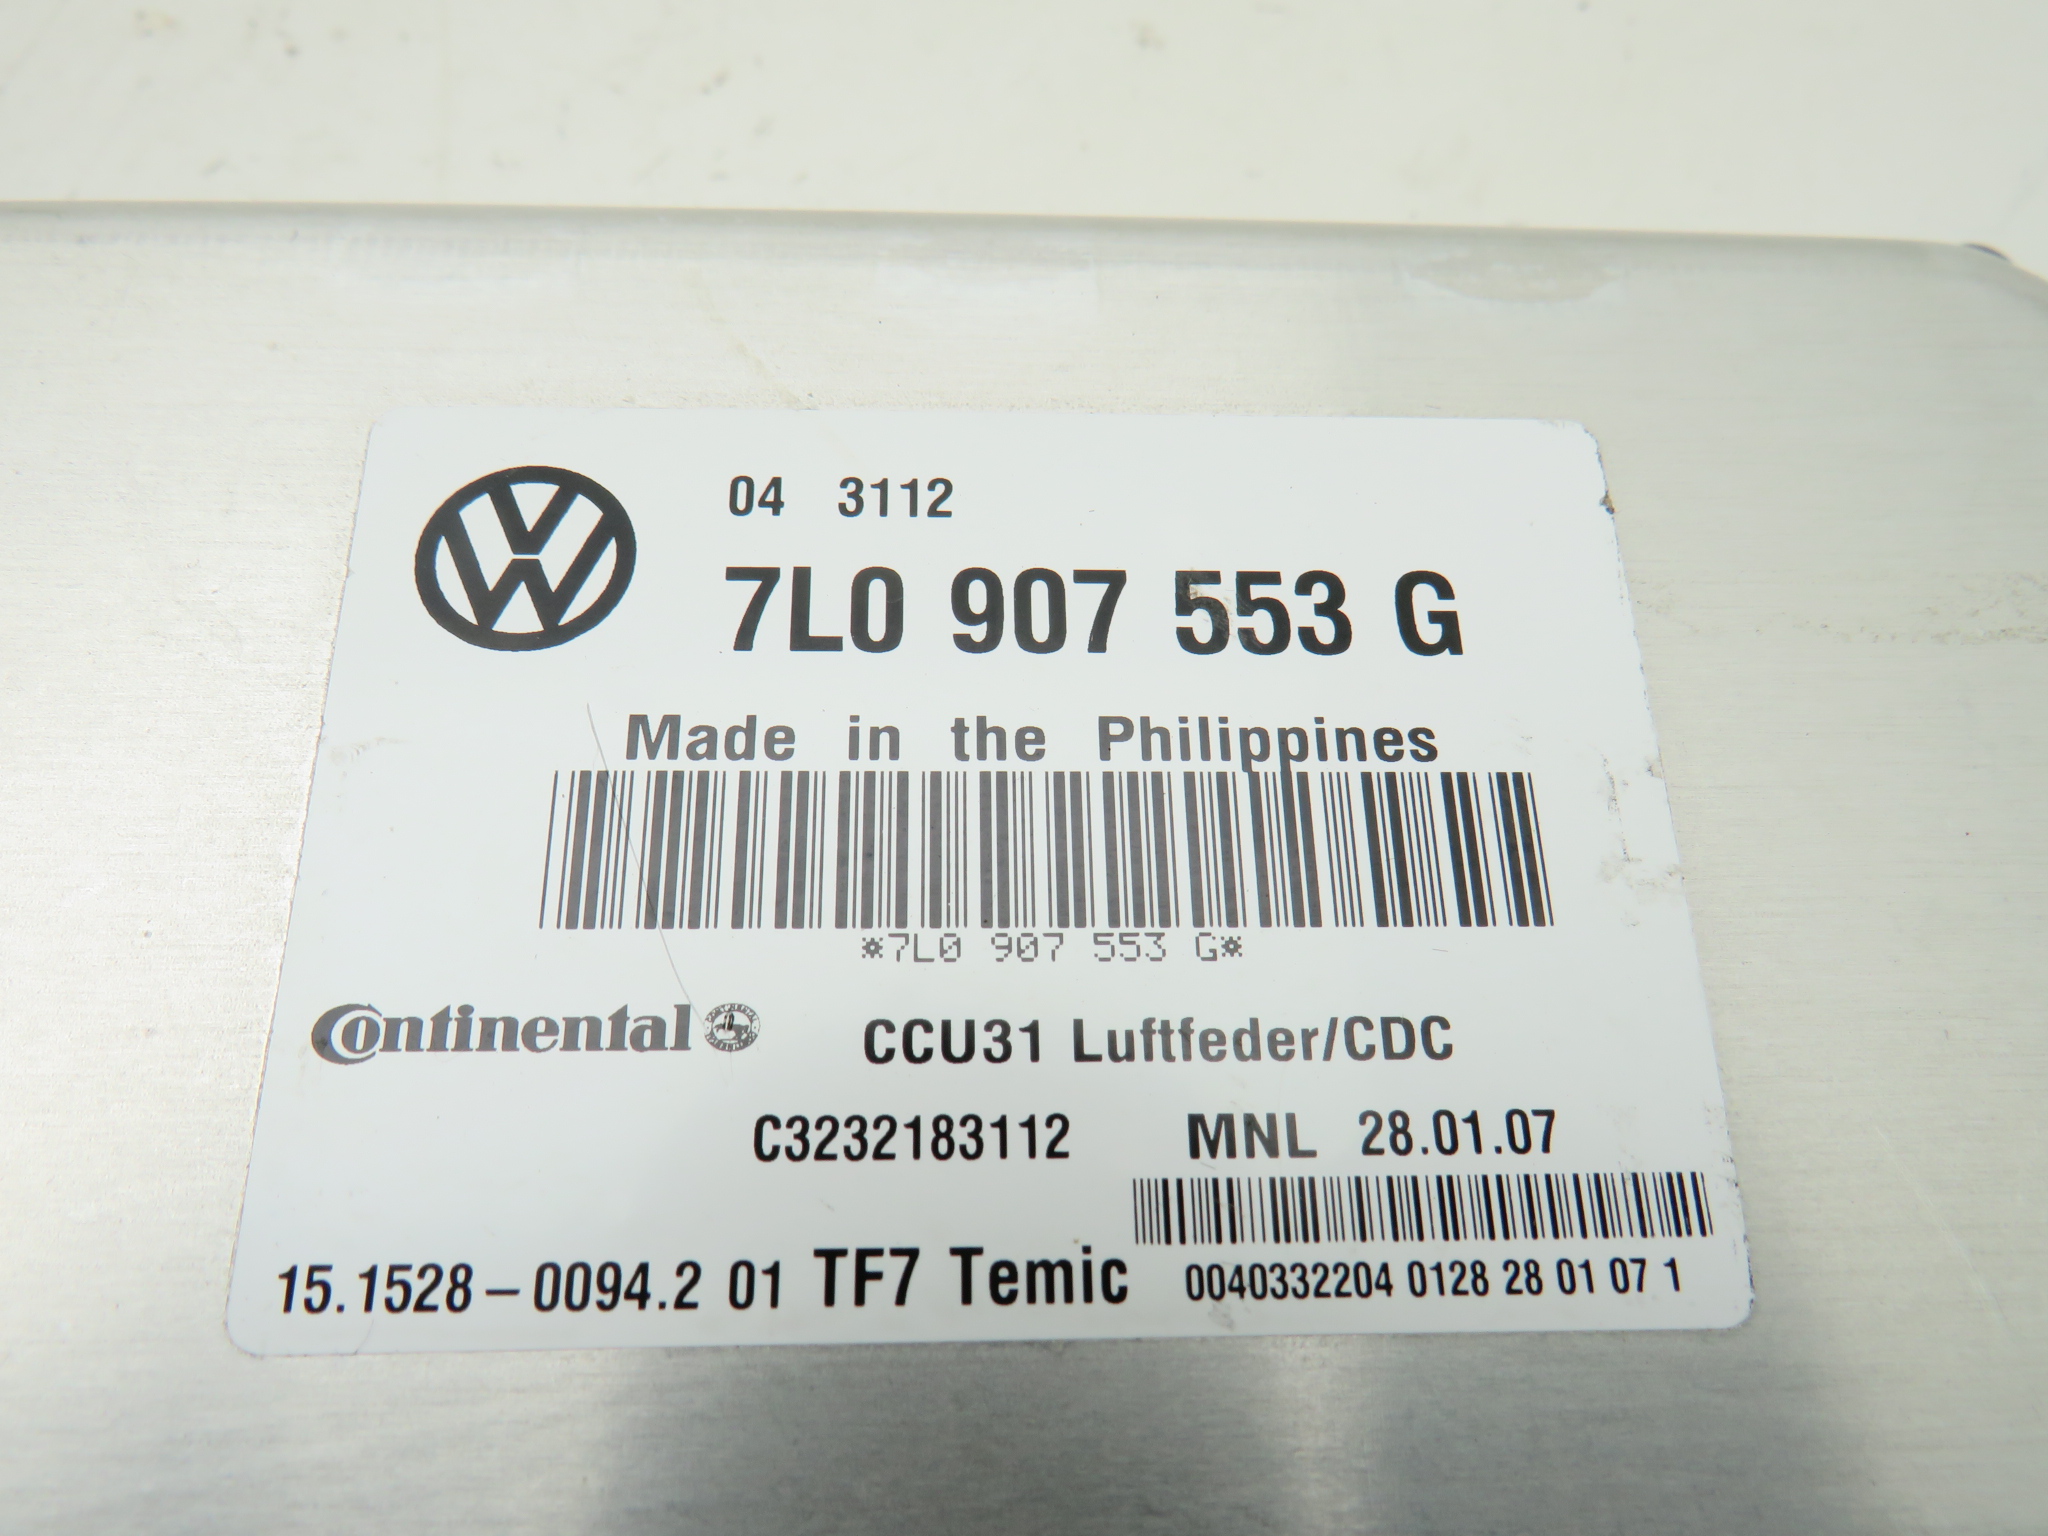 04 3112
7L0 907 553 G
Made in the Philippines
*7L0 907 553 G*
Continental CCU31 Luftfeder/CDC
C3232183112 MNL 28.01.07
15.1528-0094.2 01 TF7 Temic 0040332204 0128 28 01 07 1